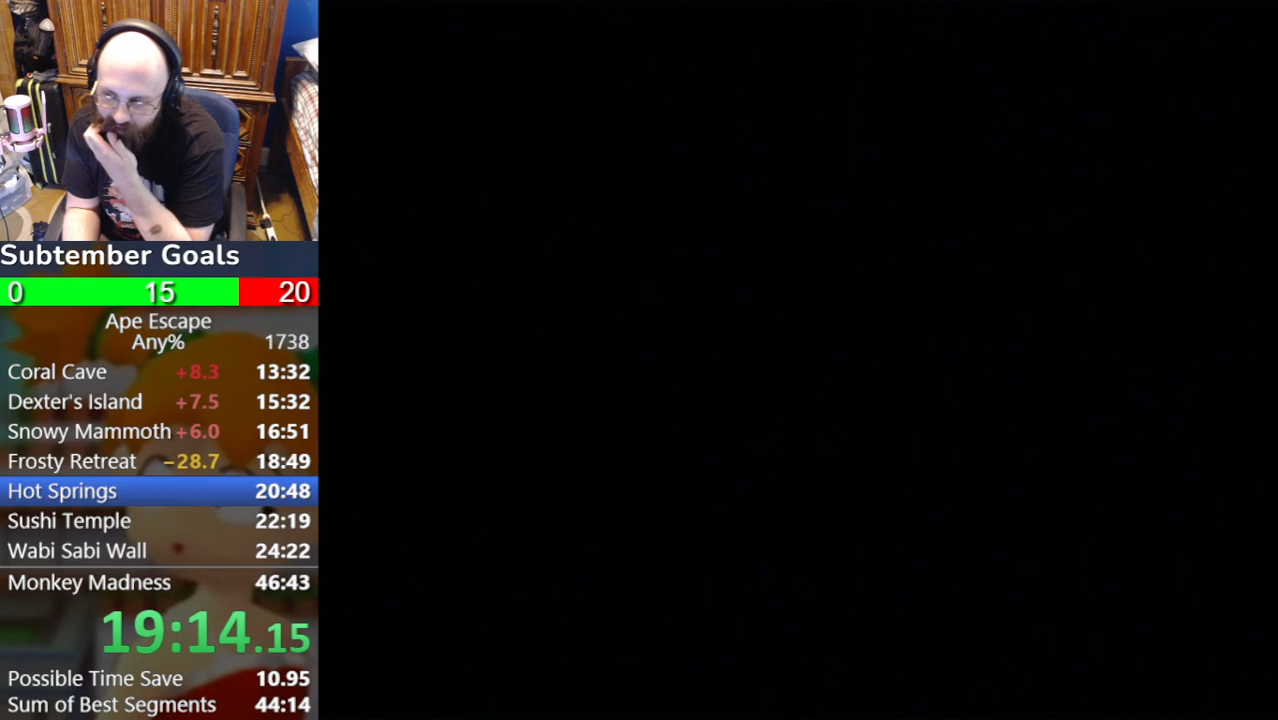 Subtember Goals
0 15 20
Ape Escape
Any% 1738
Coral Cave +8.3 13:32
Dexter's Island +7.5 15:32
Snowy Mammoth +6.0 16:51
Frosty Retreat −28.7 18:49
Hot Springs 20:48
Sushi Temple 22:19
Wabi Sabi Wall 24:22
Monkey Madness 46:43
19:14.15
Possible Time Save 10.95
Sum of Best Segments 44:14